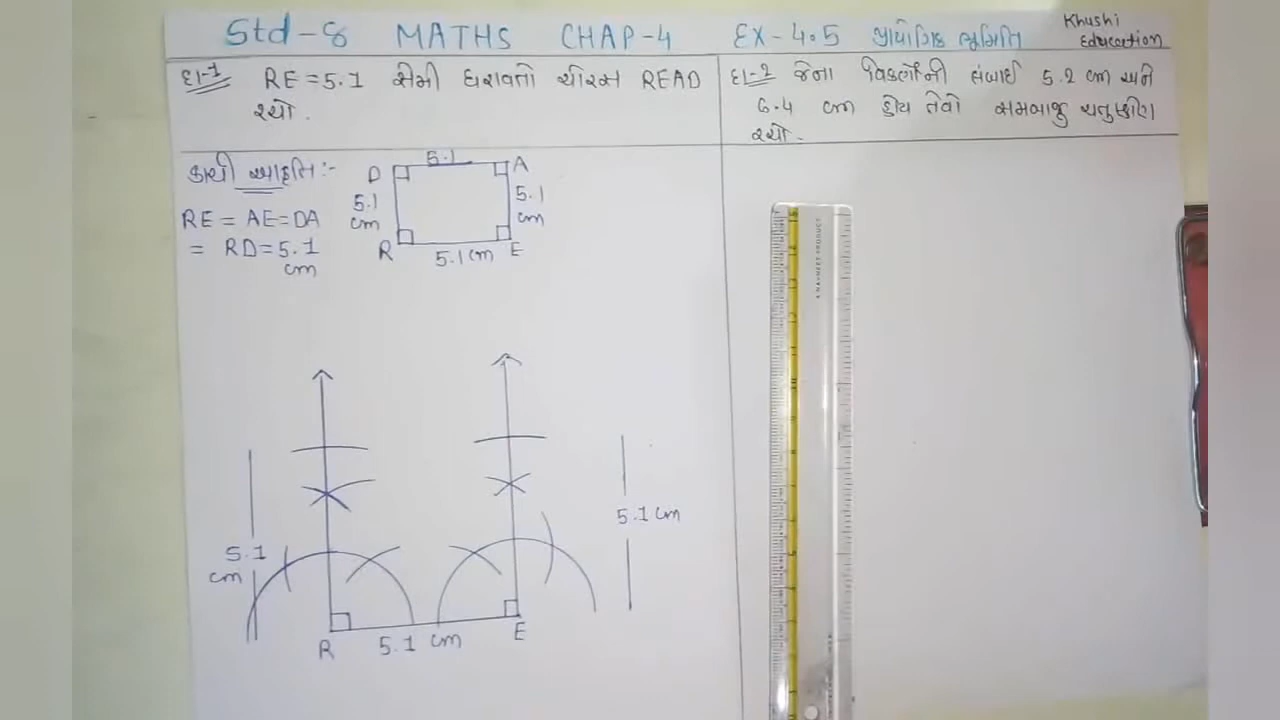 Std-8 MATHS CHAP-4 EX-4.5 પ્રાયોગિક ભૂમિતિ
Khushi
Education
દા-1 RE=5.1 સેમી ધરાવતો ચોરસ READ
રચો.
દા-2 જેના વિકર્ણોની લંબાઈ 5.2 cm અને
6.4 cm હોય તેવો સમબાજુ ચતુષ્કોણ
રચો.
કાચી આકૃતિ:-
RE = AE=DA
= RD=5.1
cm
5.1
D A
5.1
cm
5.1
cm
R E
5.1cm
5.1
cm
5.1 cm
R 5.1 cm E
A NAVNEET PRODUCT